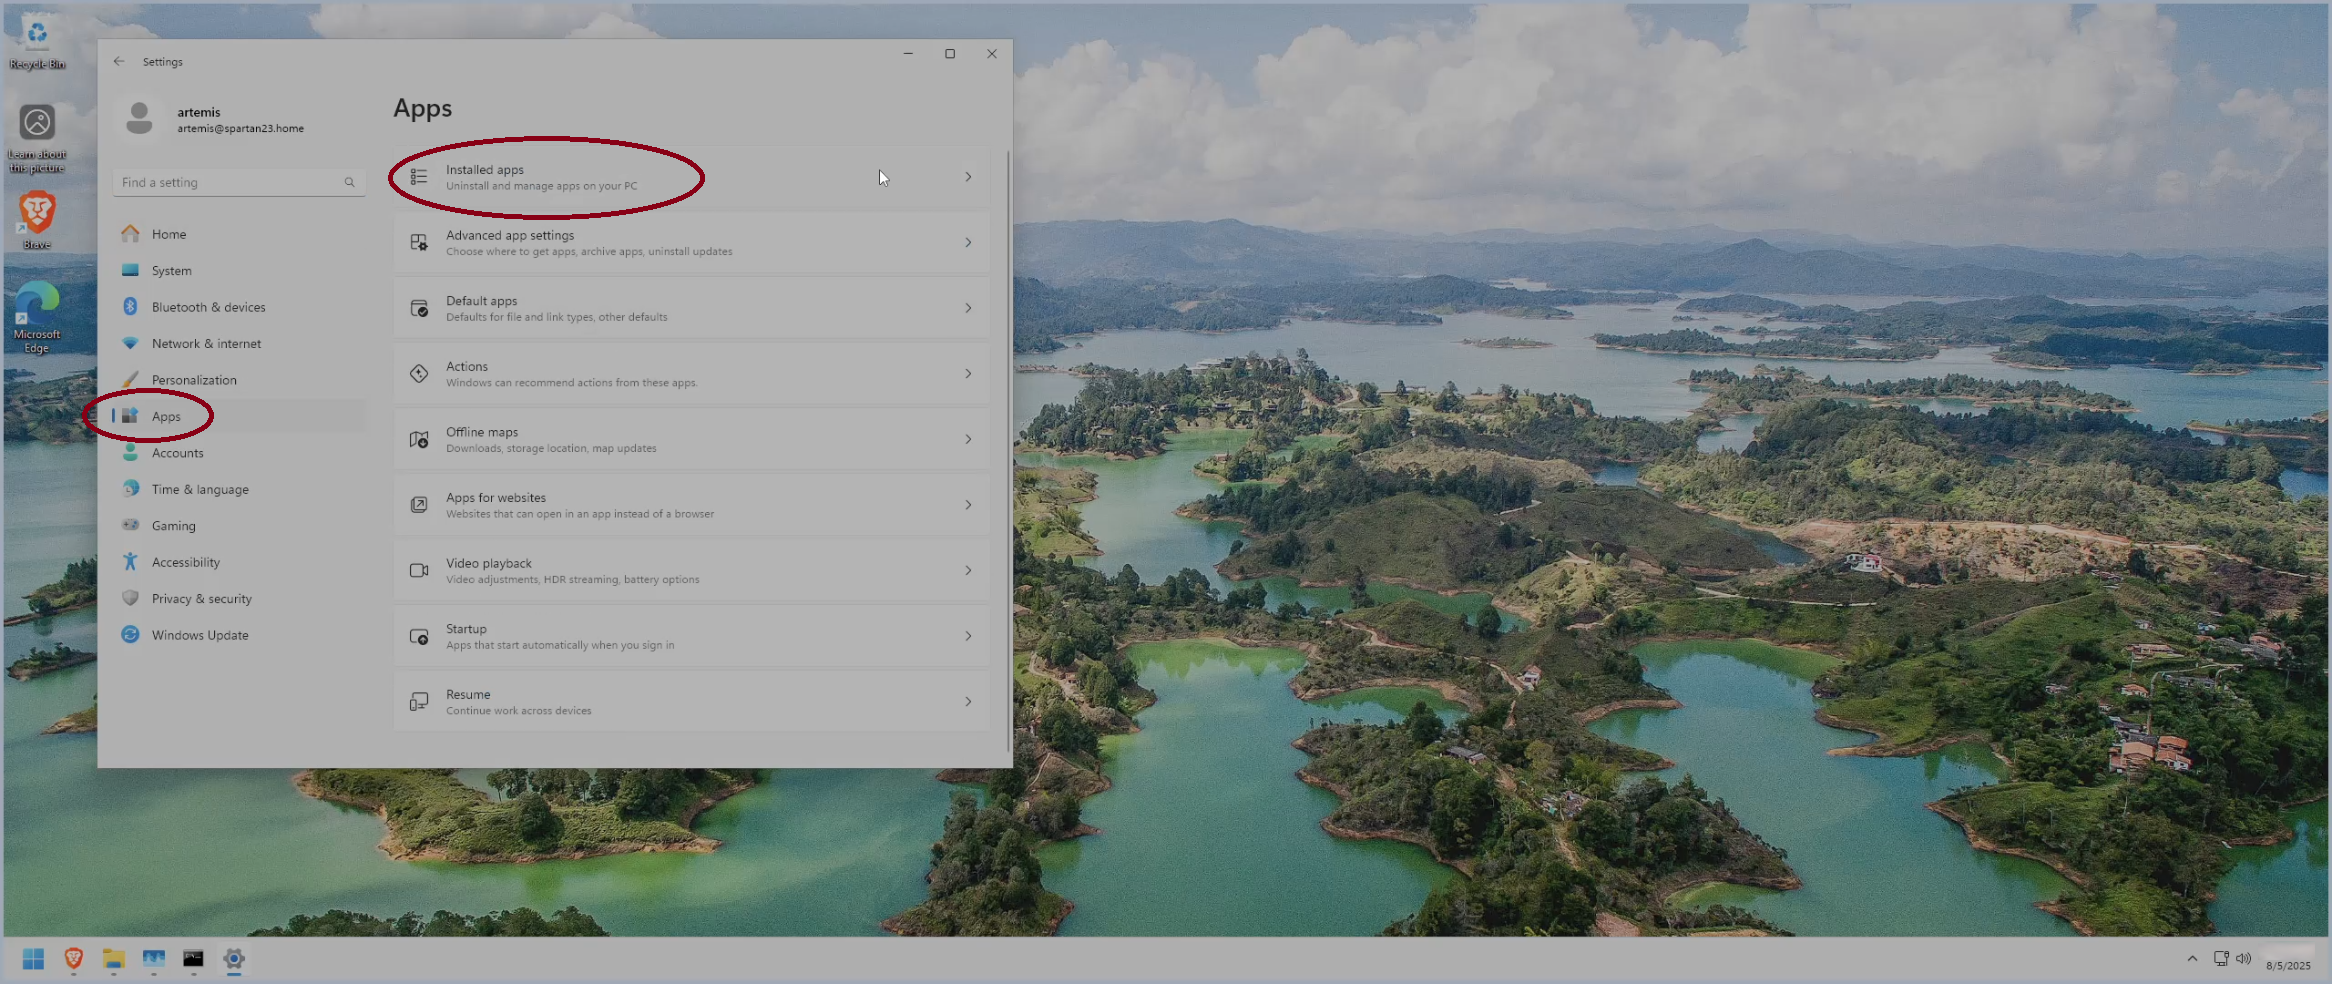 Recycle Bin
Learn about
this picture
Brave
Microsoft
Edge
Settings
artemis
artemis@spartan23.home
Find a setting
Home
System
Bluetooth & devices
Network & internet
Personalization
Apps
Accounts
Time & language
Gaming
Accessibility
Privacy & security
Windows Update
Apps
Installed apps
Uninstall and manage apps on your PC
Advanced app settings
Choose where to get apps, archive apps, uninstall updates
Default apps
Defaults for file and link types, other defaults
Actions
Windows can recommend actions from these apps.
Offline maps
Downloads, storage location, map updates
Apps for websites
Websites that can open in an app instead of a browser
Video playback
Video adjustments, HDR streaming, battery options
Startup
Apps that start automatically when you sign in
Resume
Continue work across devices
8/5/2025